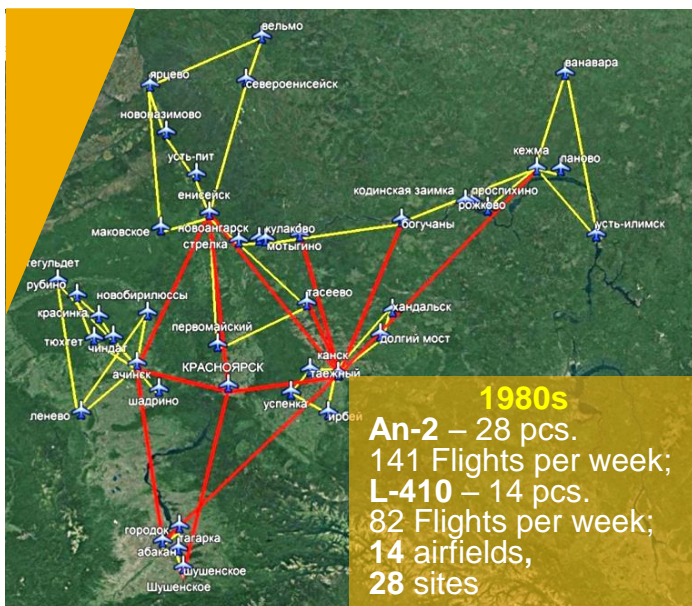 вельмо
ярцево
североенисейск
ванавара
новоназимово
усть-пит
кежма
паново
енисейск
кодинская заимка
проспихино
рожково
маковское
новоангарск
кулаково
стрелка
мотыгино
богучаны
усть-илимск
тегульдет
рубино
новобирилюссы
тасеево
хандальск
красинка
первомайский
долгий мост
тюхтет
чиндат
канск
ачинск
КРАСНОЯРСК
таежный
шадрино
успенка
ленево
ирбей
1980s
An-2 – 28 pcs.
141 Flights per week;
L-410 – 14 pcs.
82 Flights per week;
14 airfields,
28 sites
городок
тагарка
абакан
шушенское
Шушенское